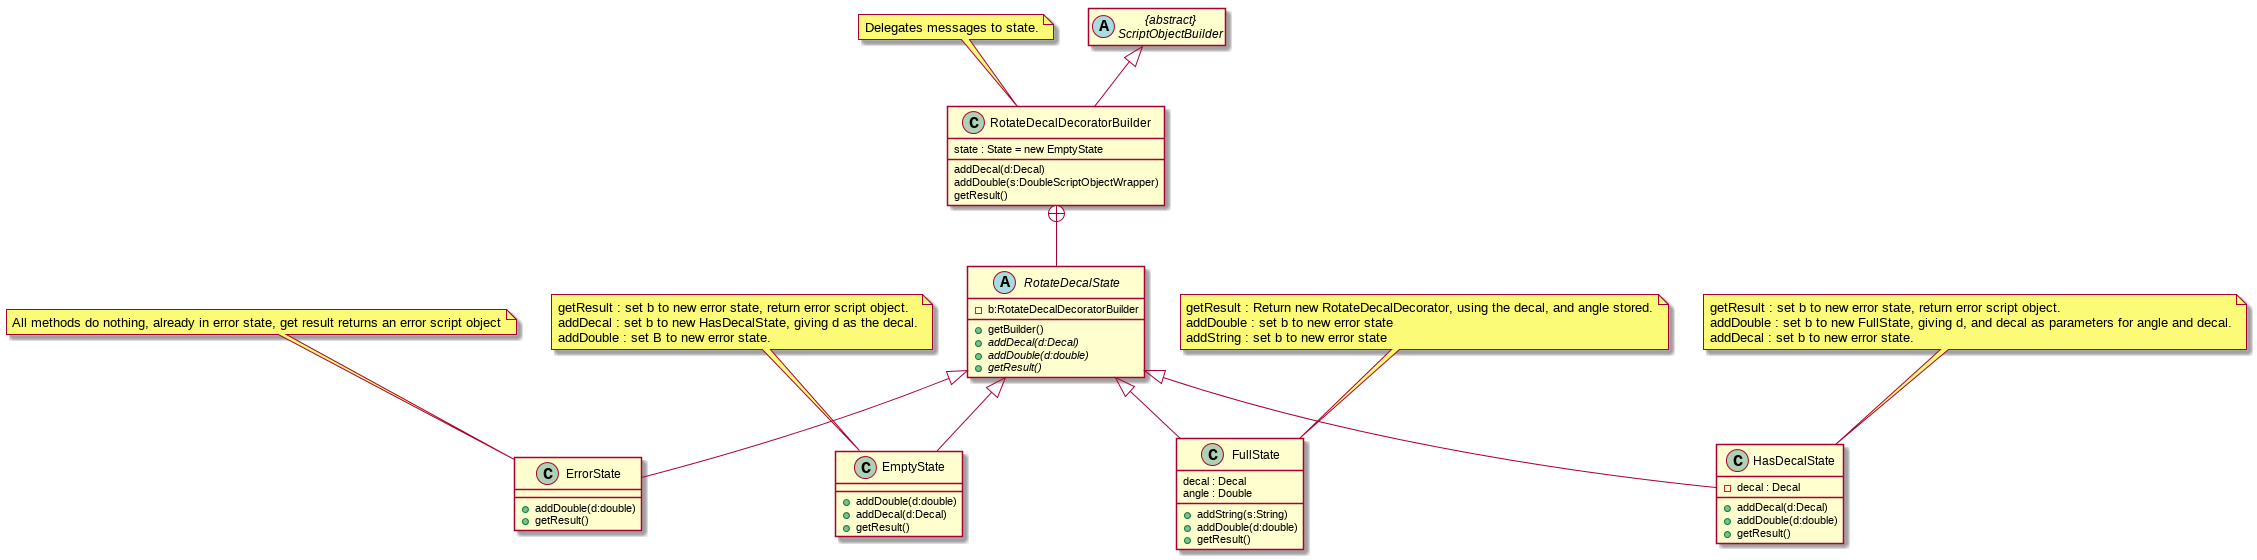 Delegates messages to state.
A
{abstract}
ScriptObjectBuilder
C
RotateDecalDecoratorBuilder
state : State = new EmptyState
addDecal(d:Decal)
addDouble(s:DoubleScriptObjectWrapper)
getResult()
A
RotateDecalState
b:RotateDecalDecoratorBuilder
getBuilder()
addDecal(d:Decal)
addDouble(d:double)
getResult()
All methods do nothing, already in error state, get result returns an error script object
getResult : set b to new error state, return error script object.
addDecal : set b to new HasDecalState, giving d as the decal.
addDouble : set B to new error state.
getResult : Return new RotateDecalDecorator, using the decal, and angle stored.
addDouble : set b to new error state
addString : set b to new error state
getResult : set b to new error state, return error script object.
addDouble : set b to new FullState, giving d, and decal as parameters for angle and decal.
addDecal : set b to new error state.
C
ErrorState
addDouble(d:double)
getResult()
C
EmptyState
addDouble(d:double)
addDecal(d:Decal)
getResult()
C
FullState
decal : Decal
angle : Double
addString(s:String)
addDouble(d:double)
getResult()
C
HasDecalState
decal : Decal
addDecal(d:Decal)
addDouble(d:double)
getResult()